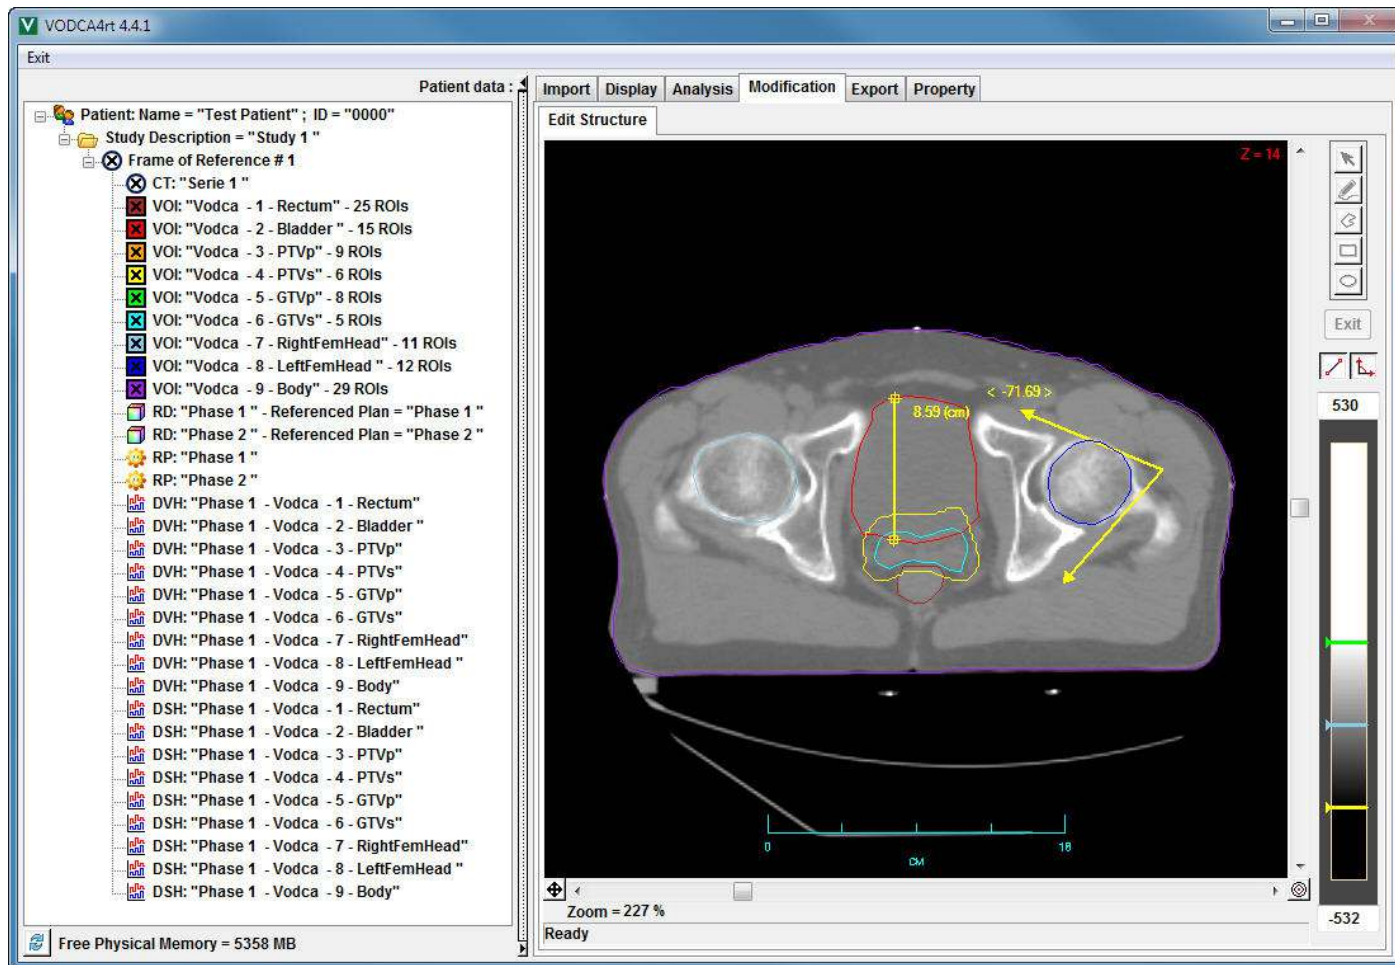 VODCA4rt 4.4.1
Exit
Patient data :
Patient: Name = "Test Patient" ; ID = "0000"
Study Description = "Study 1 "
Frame of Reference # 1
CT: "Serie 1 "
VOI: "Vodca - 1 - Rectum" - 25 ROIs
VOI: "Vodca - 2 - Bladder " - 15 ROIs
VOI: "Vodca - 3 - PTVp" - 9 ROIs
VOI: "Vodca - 4 - PTVs" - 6 ROIs
VOI: "Vodca - 5 - GTVp" - 8 ROIs
VOI: "Vodca - 6 - GTVs" - 5 ROIs
VOI: "Vodca - 7 - RightFemHead" - 11 ROIs
VOI: "Vodca - 8 - LeftFemHead " - 12 ROIs
VOI: "Vodca - 9 - Body" - 29 ROIs
RD: "Phase 1 " - Referenced Plan = "Phase 1 "
RD: "Phase 2 " - Referenced Plan = "Phase 2 "
RP: "Phase 1 "
RP: "Phase 2 "
DVH: "Phase 1 - Vodca - 1 - Rectum"
DVH: "Phase 1 - Vodca - 2 - Bladder "
DVH: "Phase 1 - Vodca - 3 - PTVp"
DVH: "Phase 1 - Vodca - 4 - PTVs"
DVH: "Phase 1 - Vodca - 5 - GTVp"
DVH: "Phase 1 - Vodca - 6 - GTVs"
DVH: "Phase 1 - Vodca - 7 - RightFemHead"
DVH: "Phase 1 - Vodca - 8 - LeftFemHead "
DVH: "Phase 1 - Vodca - 9 - Body"
DSH: "Phase 1 - Vodca - 1 - Rectum"
DSH: "Phase 1 - Vodca - 2 - Bladder "
DSH: "Phase 1 - Vodca - 3 - PTVp"
DSH: "Phase 1 - Vodca - 4 - PTVs"
DSH: "Phase 1 - Vodca - 5 - GTVp"
DSH: "Phase 1 - Vodca - 6 - GTVs"
DSH: "Phase 1 - Vodca - 7 - RightFemHead"
DSH: "Phase 1 - Vodca - 8 - LeftFemHead "
DSH: "Phase 1 - Vodca - 9 - Body"
Free Physical Memory = 5358 MB
Import Display Analysis Modification Export Property
Edit Structure
Z = 14
< -71.69 >
8.59 (cm)
0 18
CM
Exit
530
-532
Zoom = 227 %
Ready